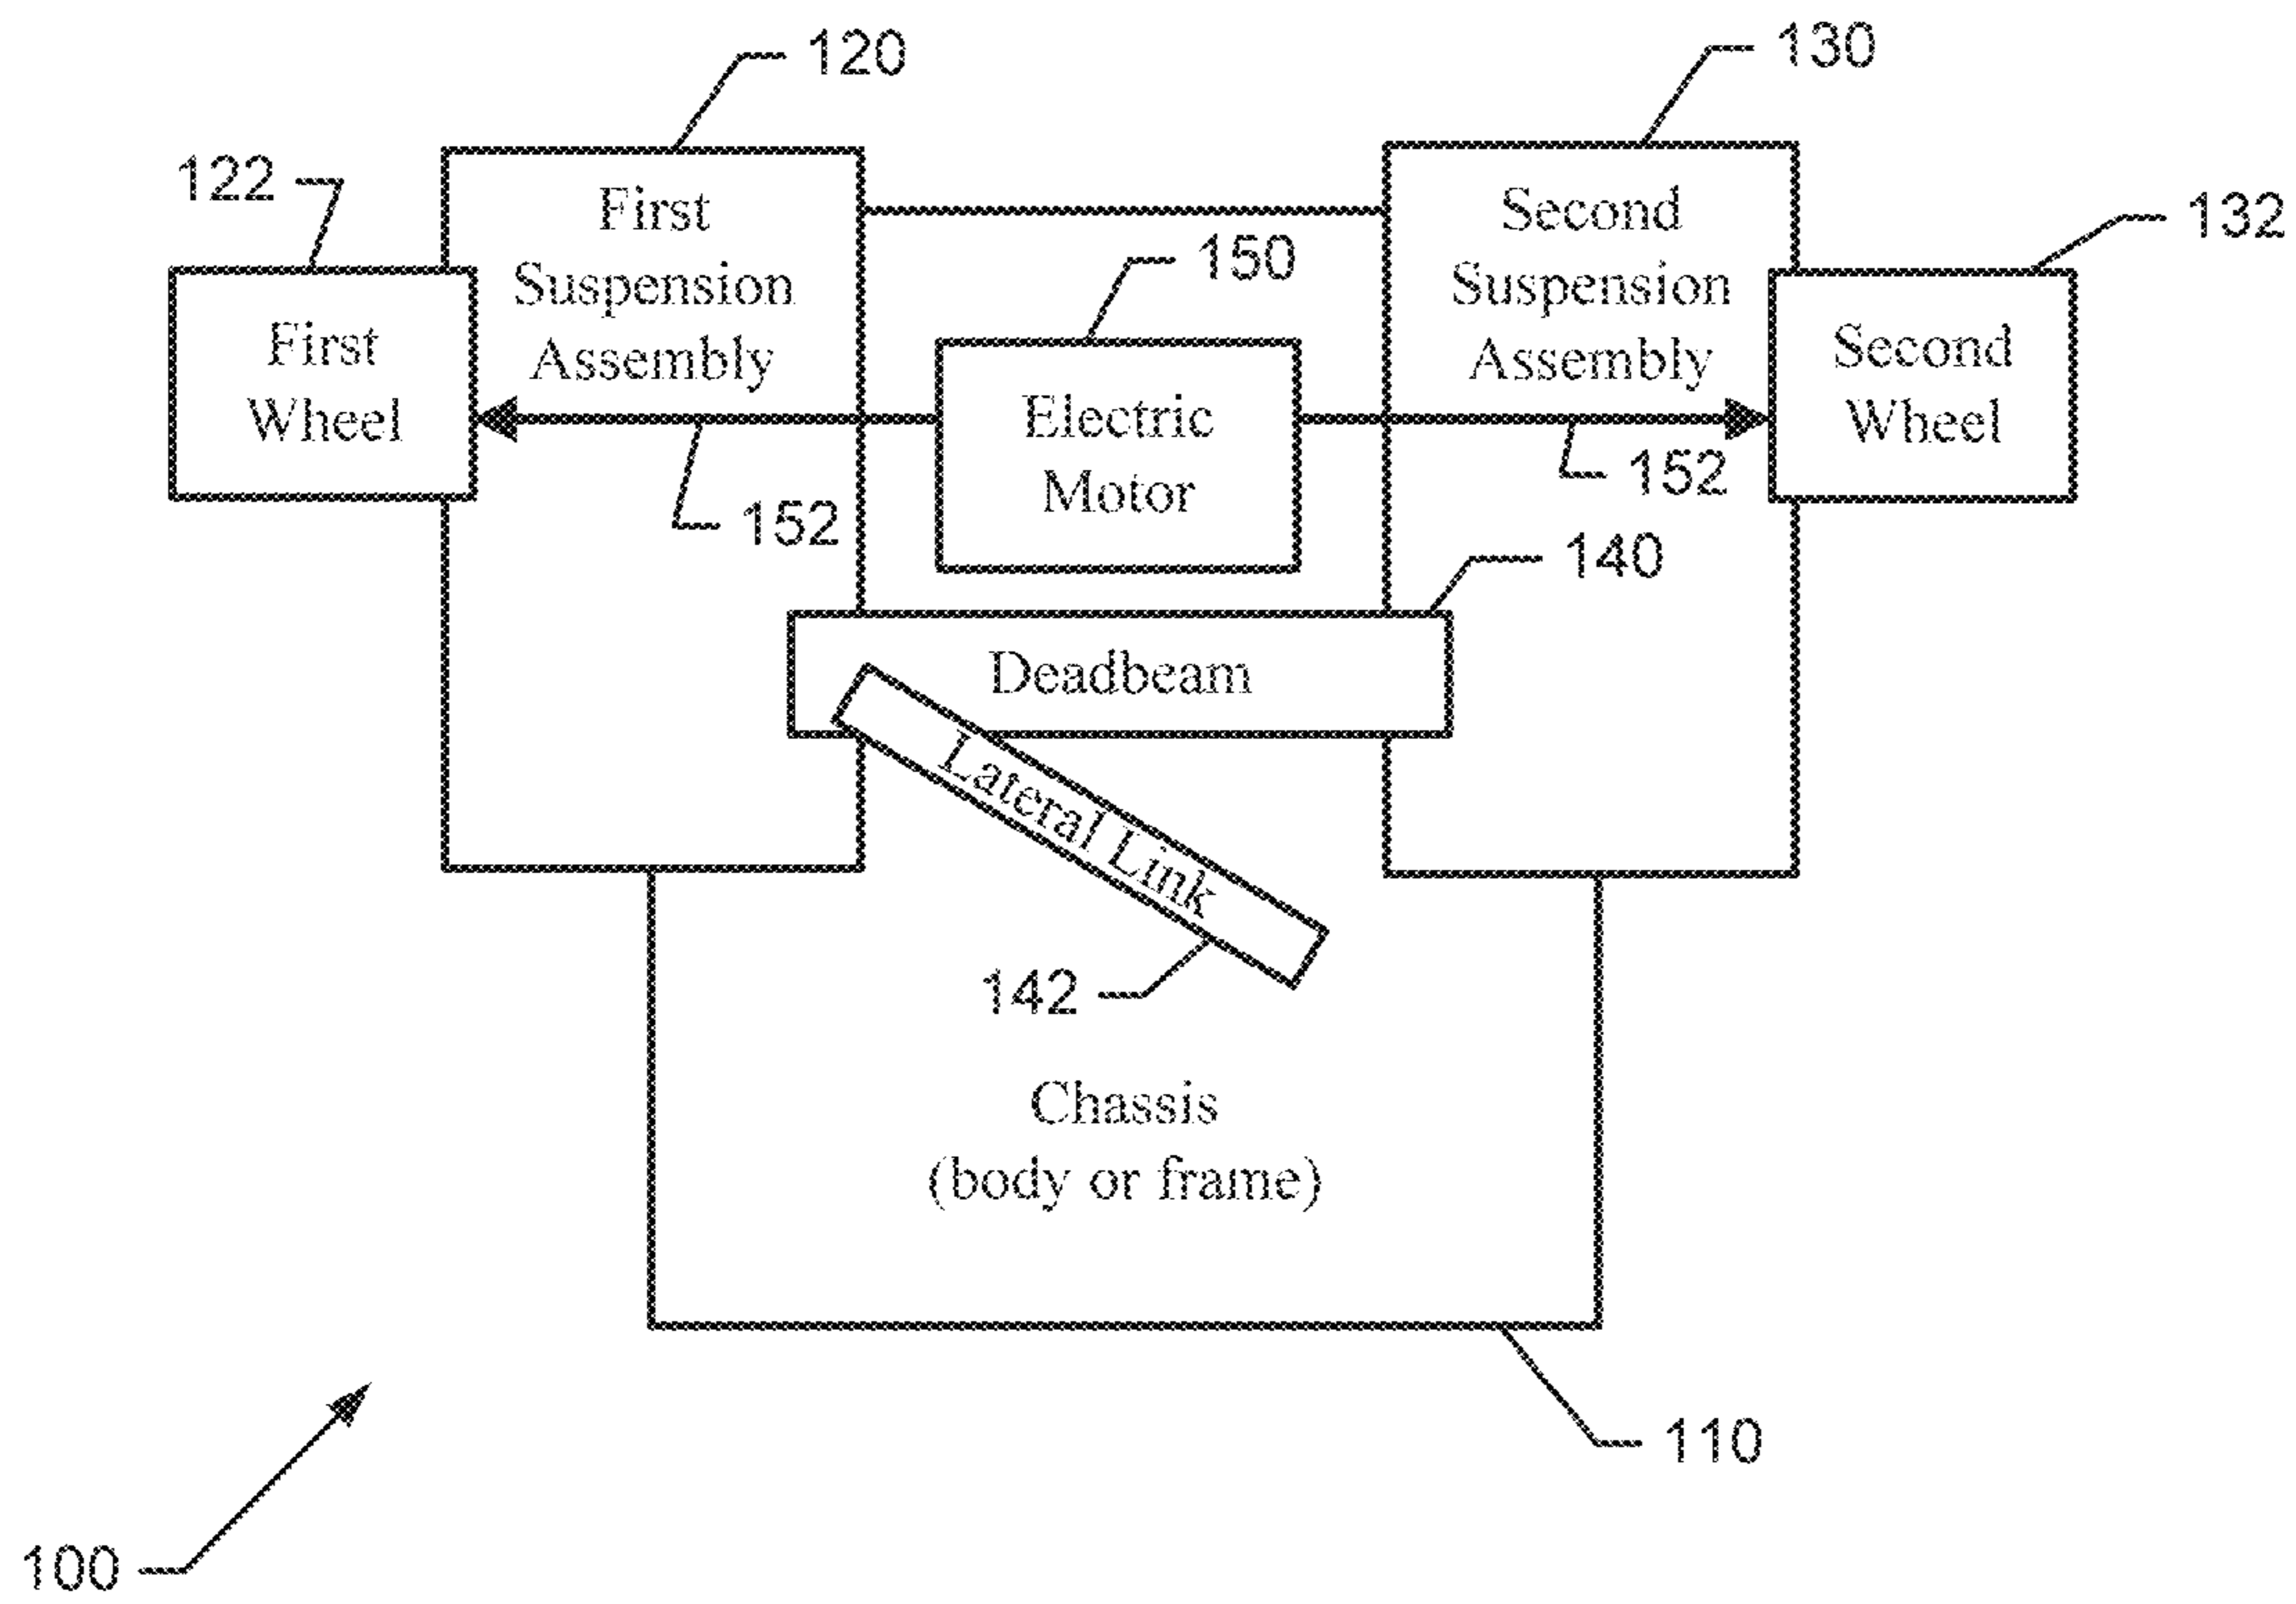 120
130
122
First
Suspension
Assembly
Second
Suspension
Assembly
132
150
First
Wheel
Electric
Motor
Second
Wheel
152
152
140
Deadbeam
Lateral Link
142
Chassis
(body or frame)
110
100